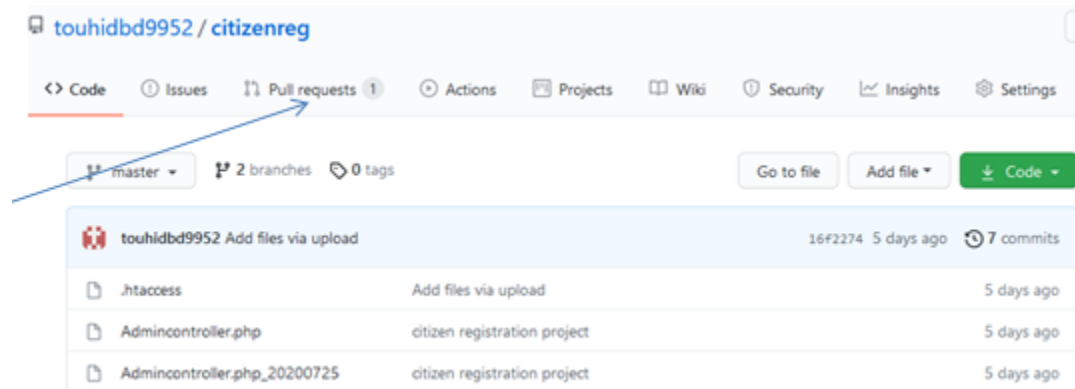 touhidbd9952 / citizenreg
<> Code Issues Pull requests 1 Actions Projects Wiki Security Insights Settings
master 2 branches 0 tags Go to file Add file Code
touhidbd9952 Add files via upload 16f2274 5 days ago 7 commits
.htaccess Add files via upload 5 days ago
Admincontroller.php citizen registration project 5 days ago
Admincontroller.php_20200725 citizen registration project 5 days ago